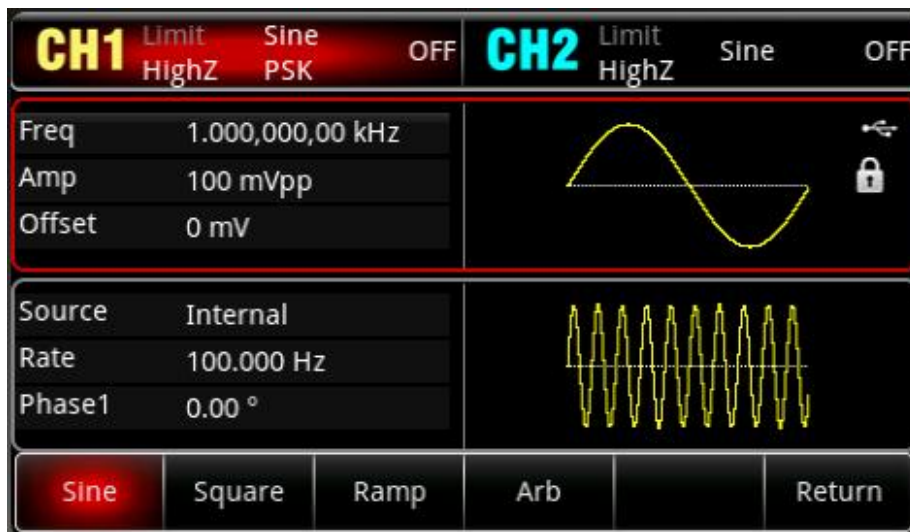 CH1 Limit Sine OFF CH2 Limit Sine OFF
HighZ PSK HighZ
Freq 1.000,000,00 kHz
Amp 100 mVpp
Offset 0 mV
Source Internal
Rate 100.000 Hz
Phase1 0.00 °
Sine Square Ramp Arb Return